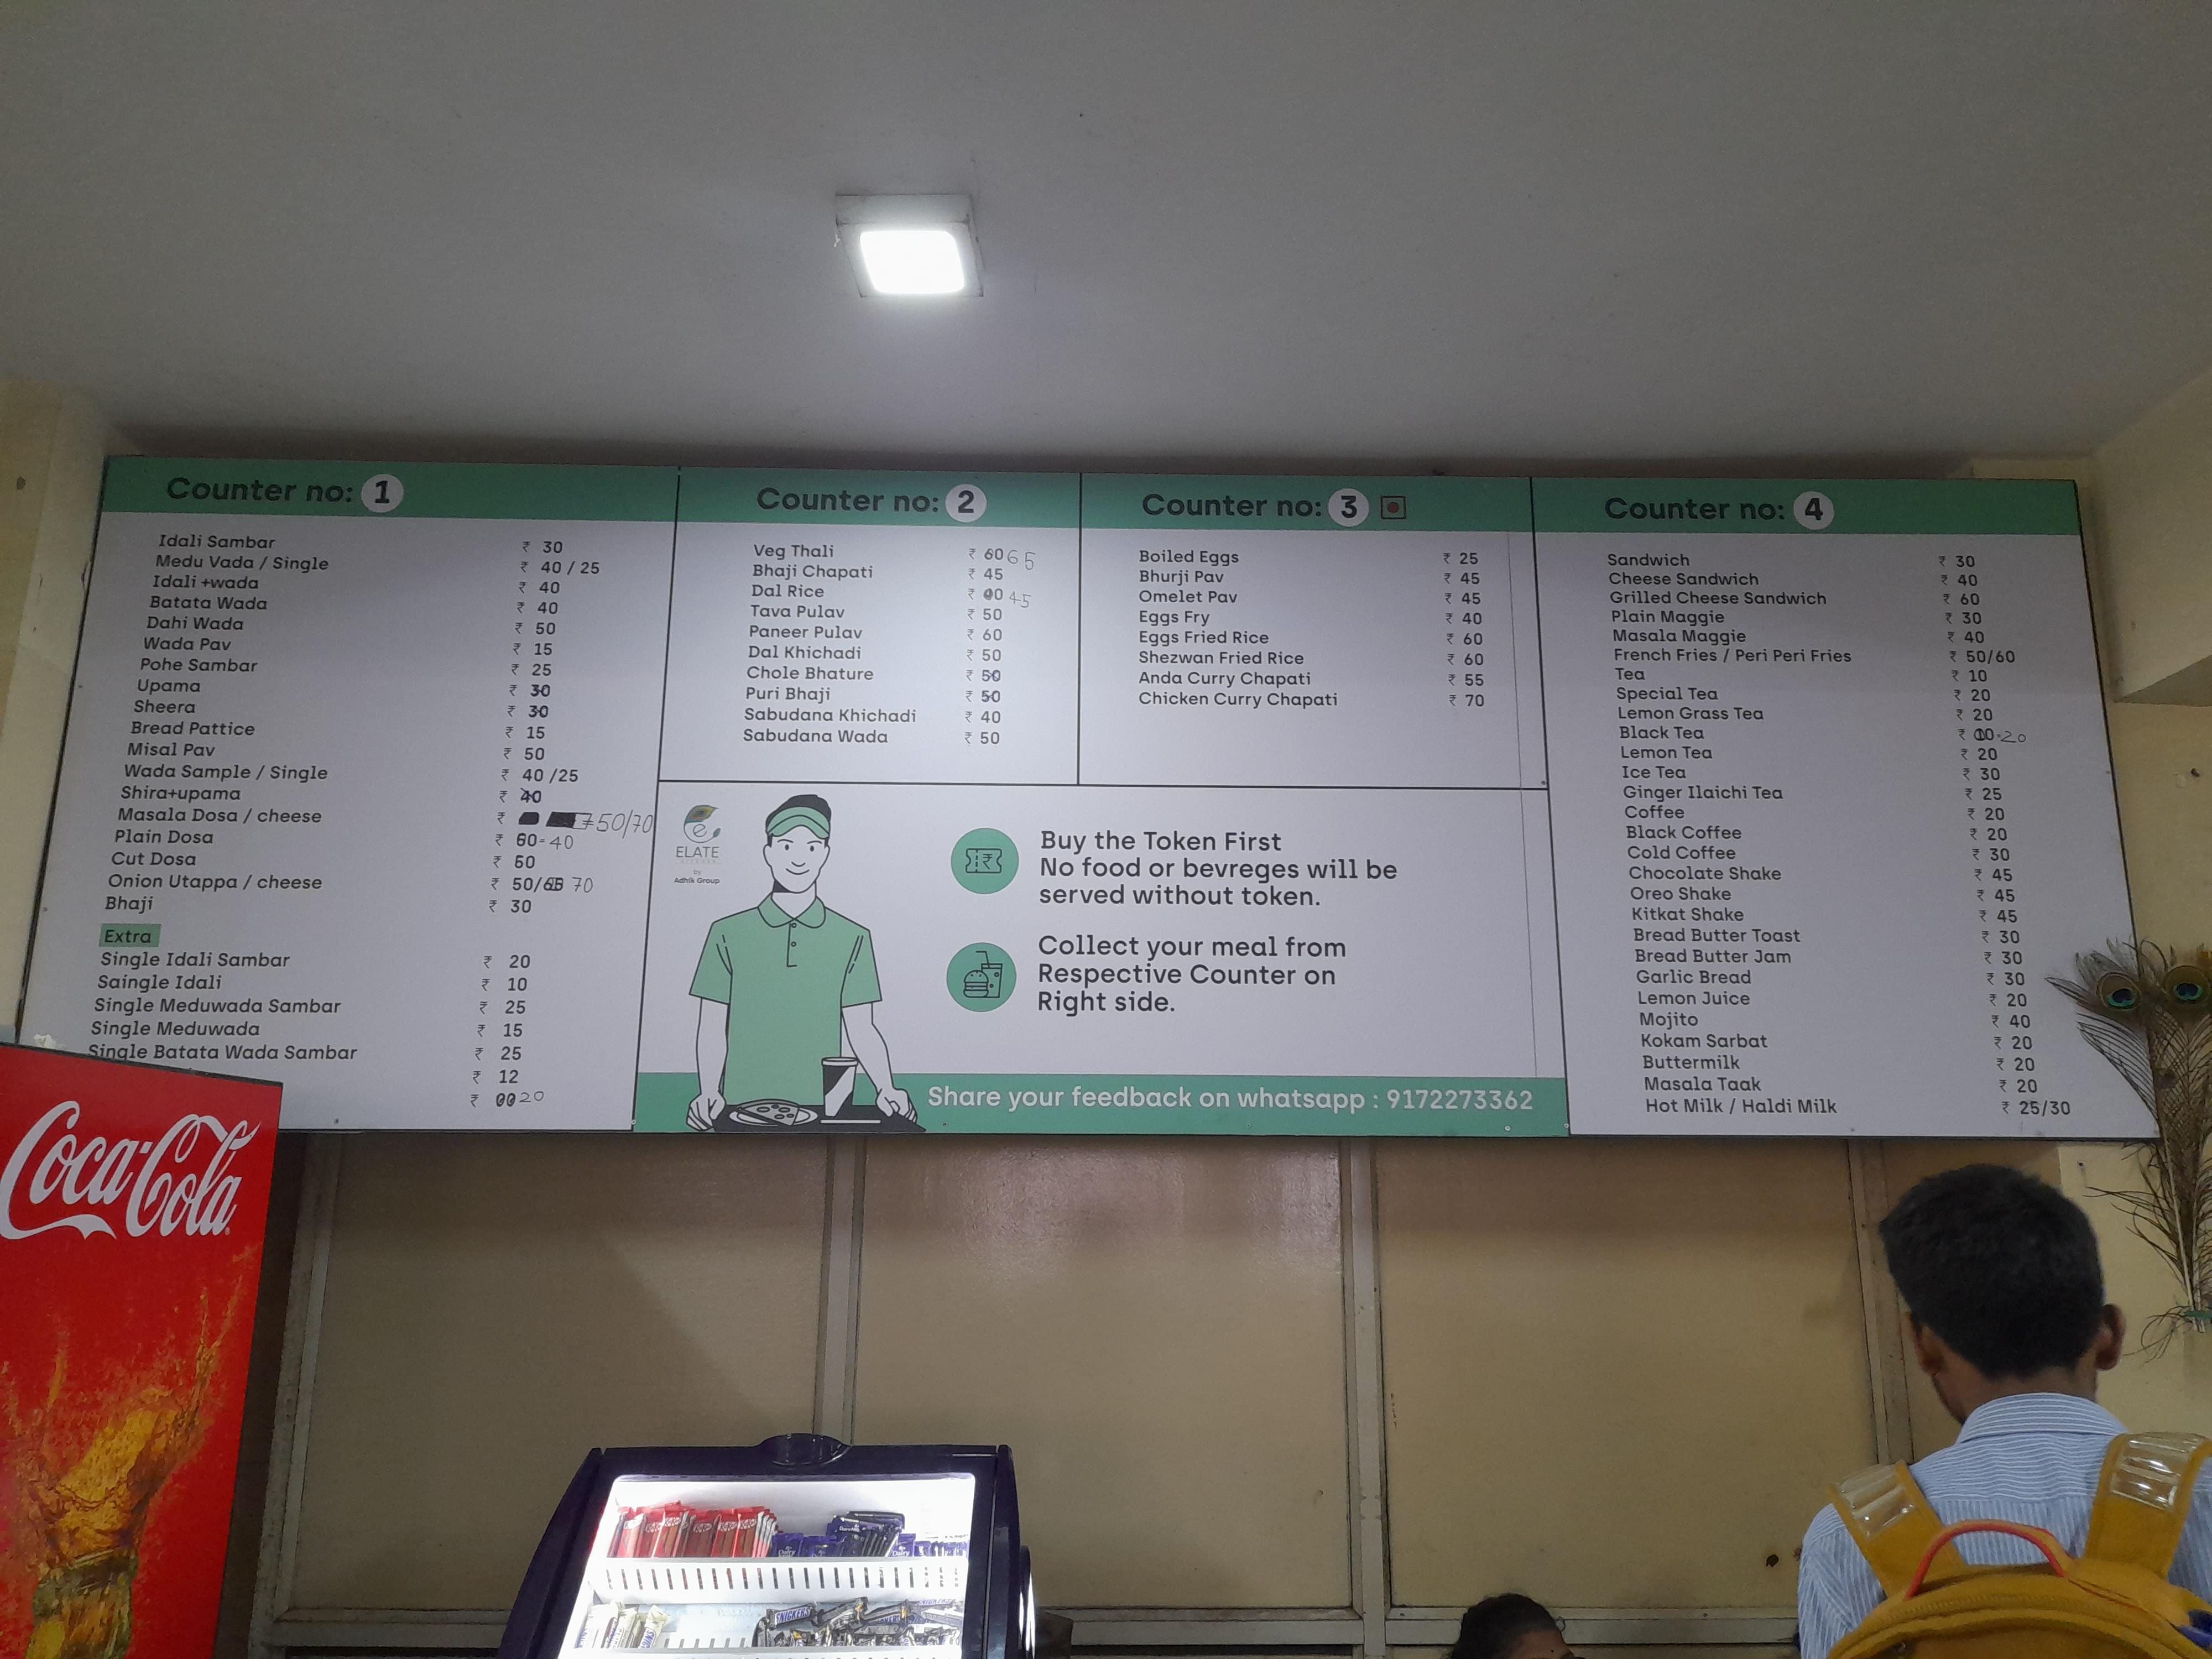 Counter no: 1
Idali Sambar ₹ 30
Medu Vada / Single ₹ 40 / 25
Idali +wada ₹ 40
Batata Wada ₹ 40
Dahi Wada ₹ 50
Wada Pav ₹ 15
Pohe Sambar ₹ 25
Upama ₹ 30
Sheera ₹ 30
Bread Pattice ₹ 15
Misal Pav ₹ 50
Wada Sample / Single ₹ 40 /25
Shira+upama ₹ 40
Masala Dosa / cheese ₹ =50/70
Plain Dosa ₹ 60=40
Cut Dosa ₹ 60
Onion Utappa / cheese ₹ 50/ 70
Bhaji ₹ 30
Extra
Single Idali Sambar ₹ 20
Saingle Idali ₹ 10
Single Meduwada Sambar ₹ 25
Single Meduwada ₹ 15
Single Batata Wada Sambar ₹ 25
₹ 12
₹ 20
Counter no: 2
Veg Thali ₹ 60 65
Bhaji Chapati ₹ 45
Dal Rice ₹ 45
Tava Pulav ₹ 50
Paneer Pulav ₹ 60
Dal Khichadi ₹ 50
Chole Bhature ₹ 50
Puri Bhaji ₹ 50
Sabudana Khichadi ₹ 40
Sabudana Wada ₹ 50
Counter no: 3
Boiled Eggs ₹ 25
Bhurji Pav ₹ 45
Omelet Pav ₹ 45
Eggs Fry ₹ 40
Eggs Fried Rice ₹ 60
Shezwan Fried Rice ₹ 60
Anda Curry Chapati ₹ 55
Chicken Curry Chapati ₹ 70
ELATE
by
Adhik Group
Buy the Token First
No food or bevreges will be
served without token.
Collect your meal from
Respective Counter on
Right side.
Share your feedback on whatsapp : 9172273362
Counter no: 4
Sandwich ₹ 30
Cheese Sandwich ₹ 40
Grilled Cheese Sandwich ₹ 60
Plain Maggie ₹ 30
Masala Maggie ₹ 40
French Fries / Peri Peri Fries ₹ 50/60
Tea ₹ 10
Special Tea ₹ 20
Lemon Grass Tea ₹ 20
Black Tea ₹ 20
Lemon Tea ₹ 20
Ice Tea ₹ 30
Ginger Ilaichi Tea ₹ 25
Coffee ₹ 20
Black Coffee ₹ 20
Cold Coffee ₹ 30
Chocolate Shake ₹ 45
Oreo Shake ₹ 45
Kitkat Shake ₹ 45
Bread Butter Toast ₹ 30
Bread Butter Jam ₹ 30
Garlic Bread ₹ 30
Lemon Juice ₹ 20
Mojito ₹ 40
Kokam Sarbat ₹ 20
Buttermilk ₹ 20
Masala Taak ₹ 20
Hot Milk / Haldi Milk ₹ 25/30
Coca-Cola
SNICKERS